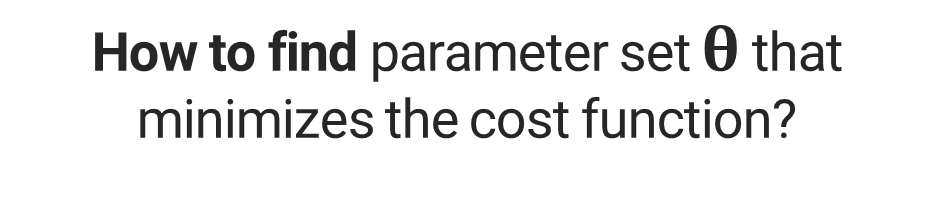 How to find parameter set θ that
minimizes the cost function?